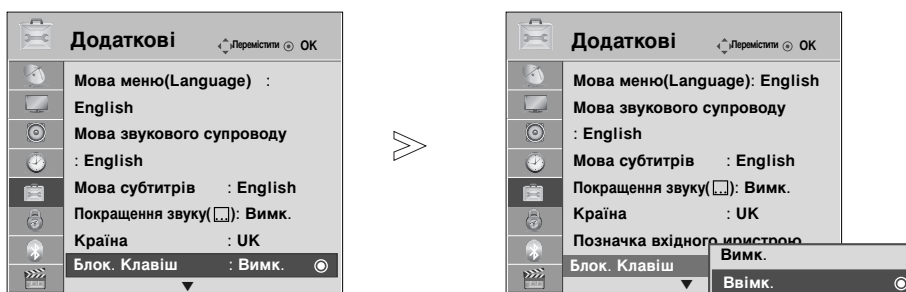 Додаткові
Перемістити OK
Мова меню(Language) :
English
Мова звукового супроводу
: English
Мова субтитрів : English
Покращення звуку(...): Вимк.
Країна : UK
Блок. Клавіш : Вимк.
Додаткові
Перемістити OK
Мова меню(Language): English
Мова звукового супроводу
: English
Мова субтитрів : English
Покращення звуку(...): Вимк.
Країна : UK
Позначка вхідного иристрою
Блок. Клавіш
Вимк.
Ввімк.